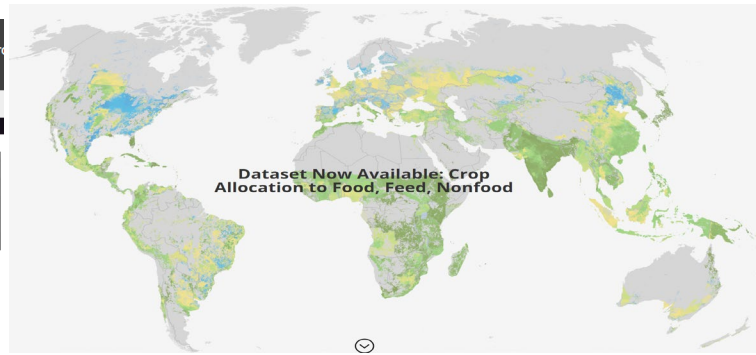 Dataset Now Available: Crop
Allocation to Food, Feed, Nonfood